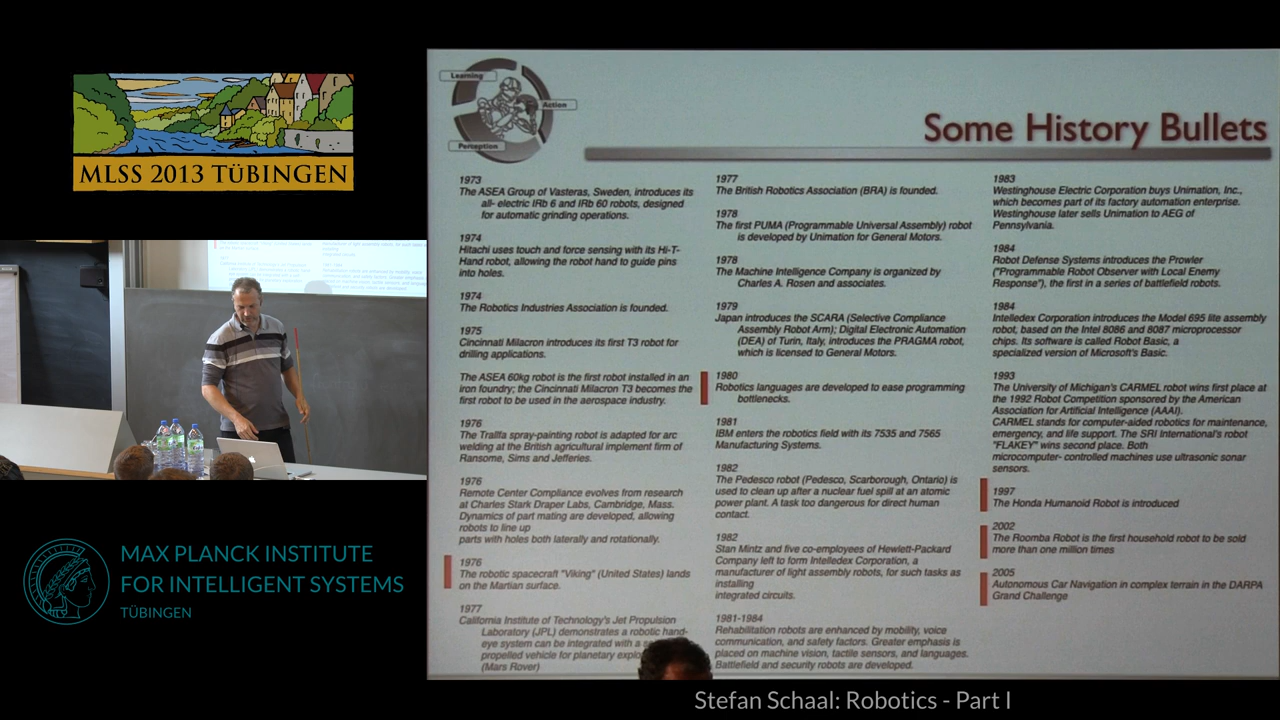 MLSS 2013 TÜBINGEN
MAX PLANCK INSTITUTE
FOR INTELLIGENT SYSTEMS
TÜBINGEN
Learning
Action
Perception
Some History Bullets
1973
The ASEA Group of Vasteras, Sweden, introduces its
all- electric IRb 6 and IRb 60 robots, designed
for automatic grinding operations.
1974
Hitachi uses touch and force sensing with its Hi-T-
Hand robot, allowing the robot hand to guide pins
into holes.
1974
The Robotics Industries Association is founded.
1975
Cincinnati Milacron introduces its first T3 robot for
drilling applications.
The ASEA 60kg robot is the first robot installed in an
iron foundry; the Cincinnati Milacron T3 becomes the
first robot to be used in the aerospace industry.
1976
The Trallfa spray-painting robot is adapted for arc
welding at the British agricultural implement firm of
Ransome, Sims and Jefferies.
1976
Remote Center Compliance evolves from research
at Charles Stark Draper Labs, Cambridge, Mass.
Dynamics of part mating are developed, allowing
robots to line up
parts with holes both laterally and rotationally.
1976
The robotic spacecraft "Viking" (United States) lands
on the Martian surface.
1977
California Institute of Technology's Jet Propulsion
Laboratory (JPL) demonstrates a robotic hand-
eye system can be integrated with a
propelled vehicle for planetary
(Mars Rover)
1977
The British Robotics Association (BRA) is founded.
1978
The first PUMA (Programmable Universal Assembly) robot
is developed by Unimation for General Motors.
1978
The Machine Intelligence Company is organized by
Charles A. Rosen and associates.
1979
Japan introduces the SCARA (Selective Compliance
Assembly Robot Arm); Digital Electronic Automation
(DEA) of Turin, Italy, introduces the PRAGMA robot,
which is licensed to General Motors.
1980
Robotics languages are developed to ease programming
bottlenecks.
1981
IBM enters the robotics field with its 7535 and 7565
Manufacturing Systems.
1982
The Pedesco robot (Pedesco, Scarborough, Ontario) is
used to clean up after a nuclear fuel spill at an atomic
power plant. A task too dangerous for direct human
contact.
1982
Stan Mintz and five co-employees of Hewlett-Packard
Company left to form Intelledex Corporation, a
manufacturer of light assembly robots, for such tasks as
installing
integrated circuits.
1981-1984
Rehabilitation robots are enhanced by mobility, voice
communication, and safety factors. Greater emphasis is
placed on machine vision, tactile sensors, and languages.
Battlefield and security robots are developed.
1983
Westinghouse Electric Corporation buys Unimation, Inc.,
which becomes part of its factory automation enterprise.
Westinghouse later sells Unimation to AEG of
Pennsylvania.
1984
Robot Defense Systems introduces the Prowler
("Programmable Robot Observer with Local Enemy
Response"), the first in a series of battlefield robots.
1984
Intelledex Corporation introduces the Model 695 lite assembly
robot, based on the Intel 8086 and 8087 microprocessor
chips. Its software is called Robot Basic, a
specialized version of Microsoft's Basic.
1993
The University of Michigan's CARMEL robot wins first place at
the 1992 Robot Competition sponsored by the American
Association for Artificial Intelligence (AAAI).
CARMEL stands for computer-aided robotics for maintenance,
emergency, and life support. The SRI International's robot
"FLAKEY" wins second place. Both
microcomputer- controlled machines use ultrasonic sonar
sensors.
1997
The Honda Humanoid Robot is introduced
2002
The Roomba Robot is the first household robot to be sold
more than one million times
2005
Autonomous Car Navigation in complex terrain in the DARPA
Grand Challenge
Stefan Schaal: Robotics - Part I